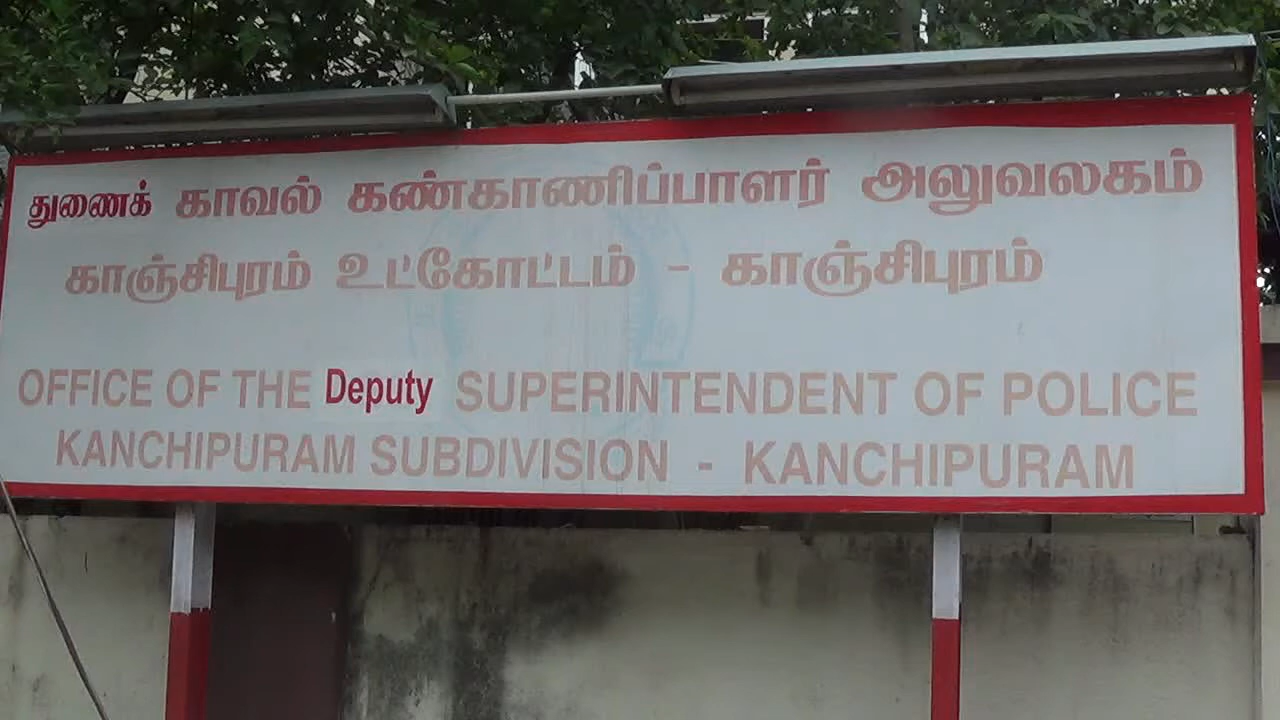 துணைக் காவல் கண்காணிப்பாளர் அலுவலகம்
காஞ்சிபுரம் உட்கோட்டம் - காஞ்சிபுரம்
OFFICE OF THE Deputy SUPERINTENDENT OF POLICE
KANCHIPURAM SUBDIVISION - KANCHIPURAM